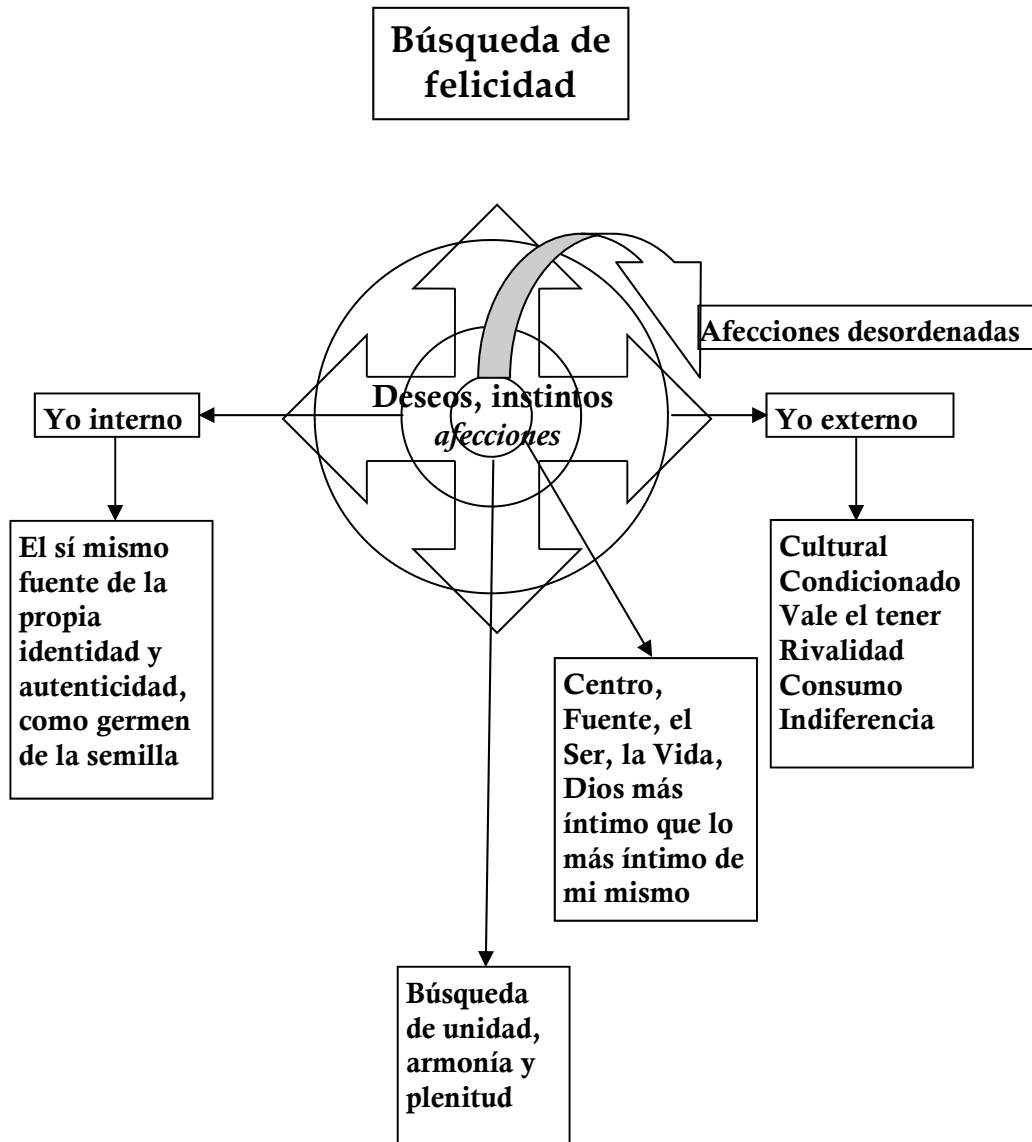 Búsqueda de
felicidad
Afecciones desordenadas
Deseos, instintos
afecciones
Yo interno
Yo externo
El sí mismo
fuente de la
propia
identidad y
autenticidad,
como germen
de la semilla
Cultural
Condicionado
Vale el tener
Rivalidad
Consumo
Indiferencia
Centro,
Fuente, el
Ser, la Vida,
Dios más
íntimo que lo
más íntimo de
mi mismo
Búsqueda
de unidad,
armonía y
plenitud